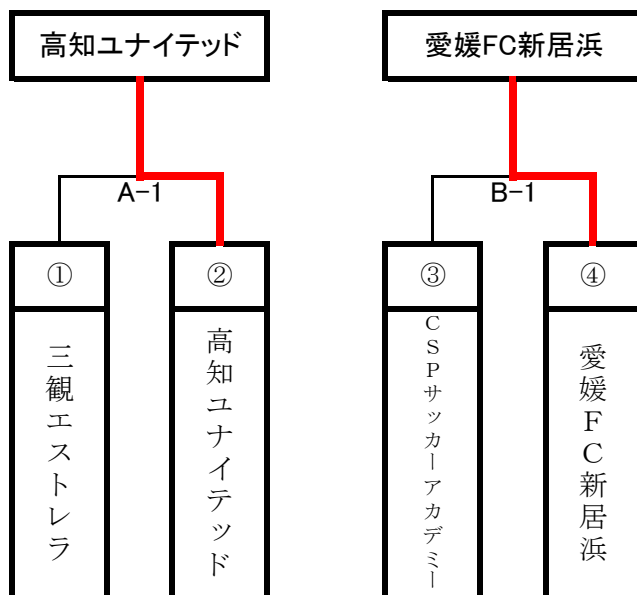 高知ユナイテッド
愛媛FC新居浜
A-1
B-1
①
②
③
④
三観エストレラ
高知ユナイテッド
CSPサッカーアカデミー
愛媛FC新居浜